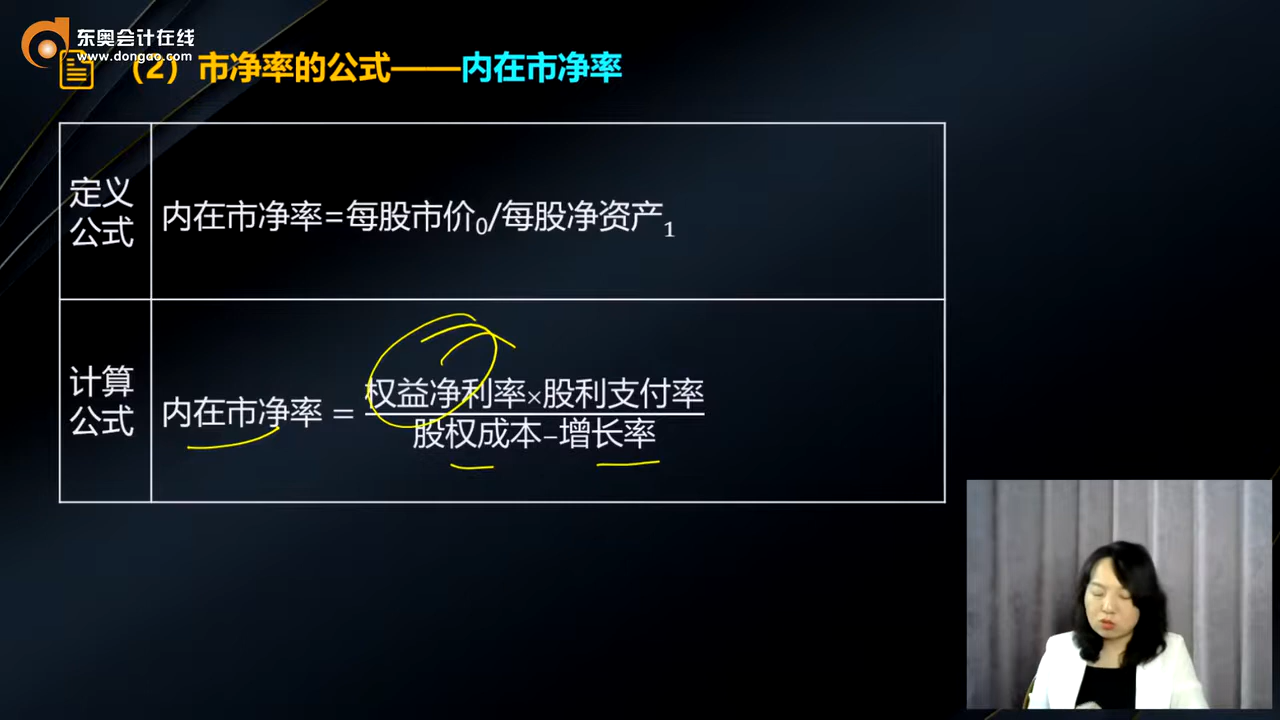 东奥会计在线
www.dongao.com
（2）市净率的公式——内在市净率
定义公式
内在市净率=每股市价₀/每股净资产₁
计算公式
内在市净率 = 权益净利率×股利支付率
股权成本−增长率